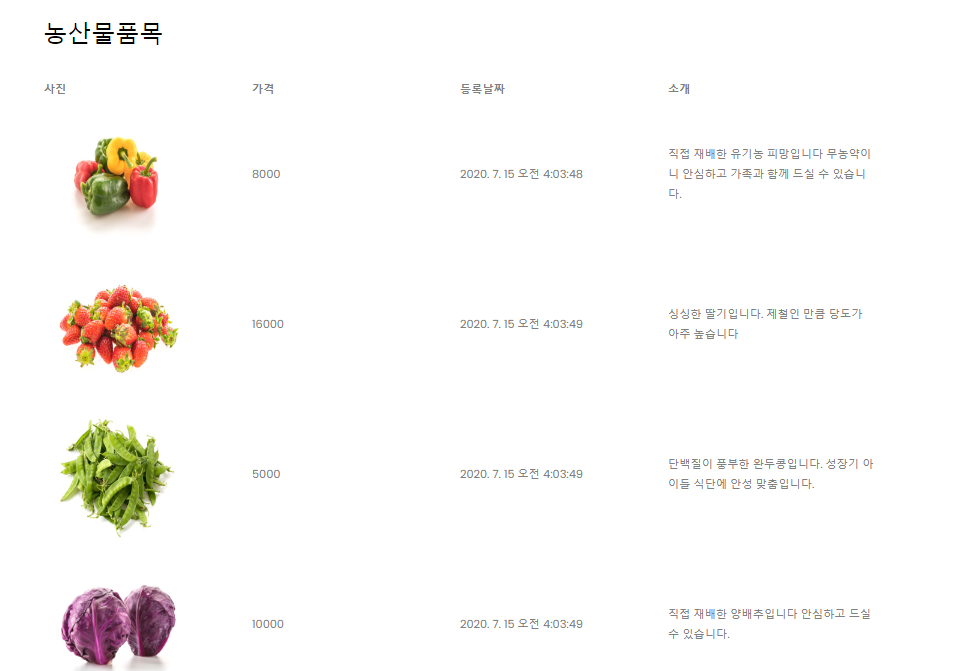 농산물품목
사진 가격 등록날짜 소개
직접 재배한 유기농 피망입니다 무농약이
8000 2020. 7. 15 오전 4:03:48 니 안심하고 가족과 함께 드실 수 있습니
다.
싱싱한 딸기입니다. 제철인 만큼 당도가
16000 2020. 7. 15 오전 4:03:49
아주 높습니다
단백질이 풍부한 완두콩입니다. 성장기 아
5000 2020. 7. 15 오전 4:03:49
이들 식단에 안성 맞춤입니다.
직접 재배한 양배추입니다 안심하고 드실
10000 2020. 7. 15 오전 4:03:49
수 있습니다.